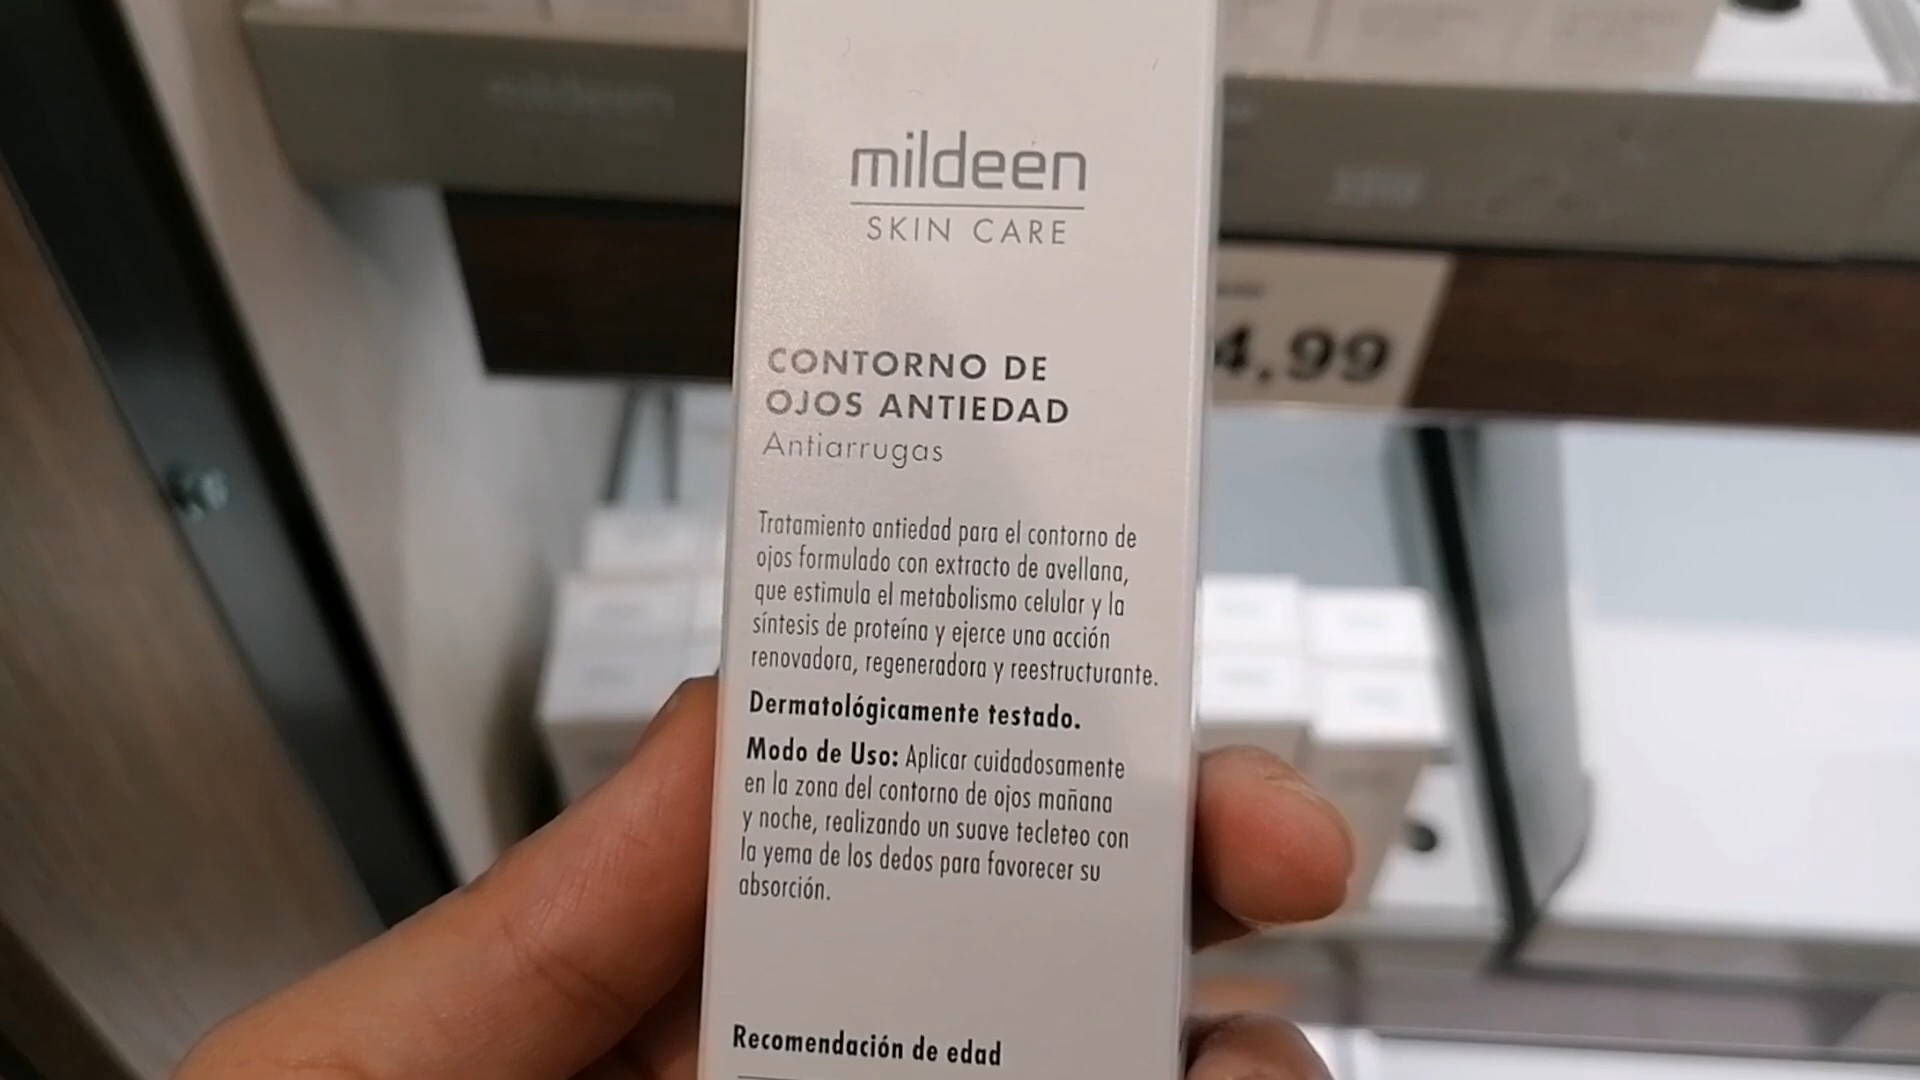 mildeen
SKIN CARE
4,99
CONTORNO DE
OJOS ANTIEDAD
Antiarrugas
Tratamiento antiedad para el contorno de
ojos formulado con extracto de avellana,
que estimula el metabolismo celular y la
síntesis de proteína y ejerce una acción
renovadora, regeneradora y reestructurante.
Dermatológicamente testado.
Modo de Uso: Aplicar cuidadosamente
en la zona del contorno de ojos mañana
y noche, realizando un suave tecleteo con
la yema de los dedos para favorecer su
absorción.
Recomendación de edad